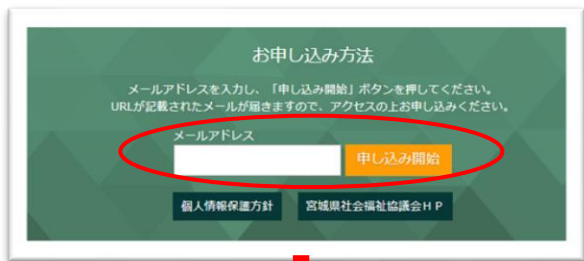 お申し込み方法
メールアドレスを入力し、「申し込み開始」ボタンを押してください。
URLが記載されたメールが届きますので、アクセスの上お申し込みください。
メールアドレス
申し込み開始
個人情報保護方針 宮城県社会福祉協議会HP